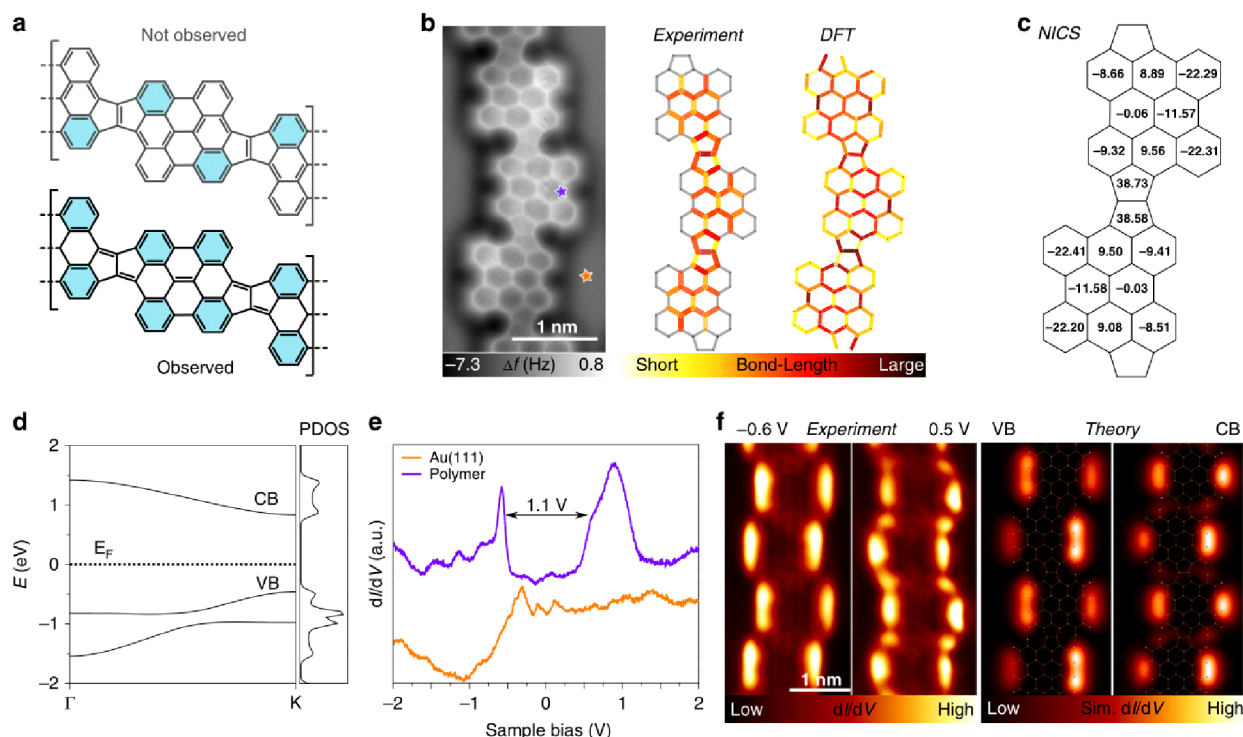 a
Not observed
Observed
b
Experiment
DFT
1 nm
−7.3 Δf (Hz) 0.8
Short Bond-Length Large
c
NICS
−8.66 8.89 −22.29
−0.06 −11.57
−9.32 9.56 −22.31
38.73
38.58
−22.41 9.50 −9.41
−11.58 −0.03
−22.20 9.08 −8.51
d
PDOS
2
1
0
−1
−2
E (eV)
CB
E_F
VB
Γ K
e
Au(111)
Polymer
1.1 V
dI/dV (a.u.)
−2 −1 0 1 2
Sample bias (V)
f
−0.6 V Experiment 0.5 V
VB Theory CB
1 nm
Low dI/dV High
Low Sim. dI/dV High